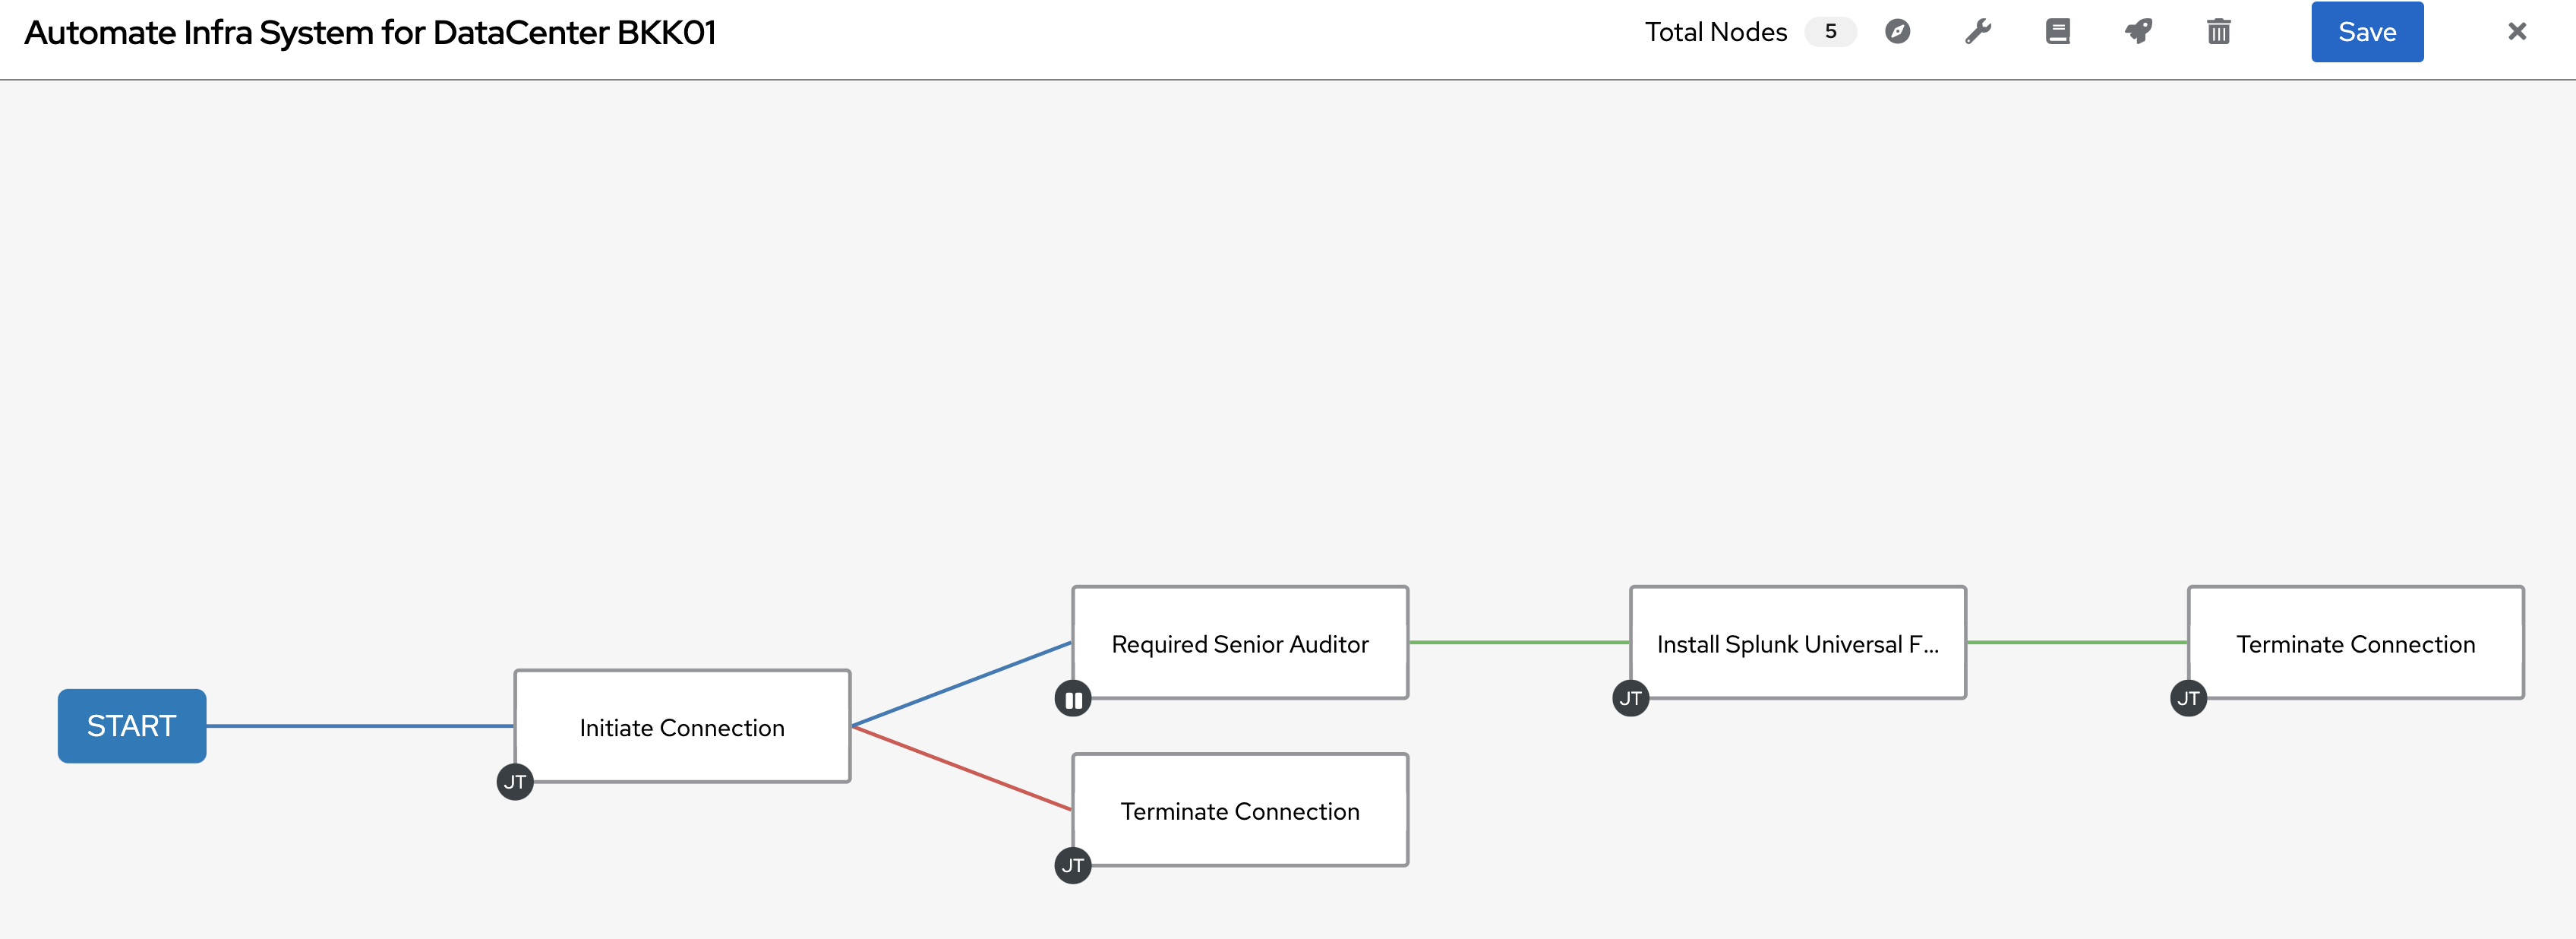 Automate Infra System for DataCenter BKK01
Total Nodes 5
Save
Required Senior Auditor
Install Splunk Universal F...
Terminate Connection
JT
JT
START
Initiate Connection
JT
Terminate Connection
JT